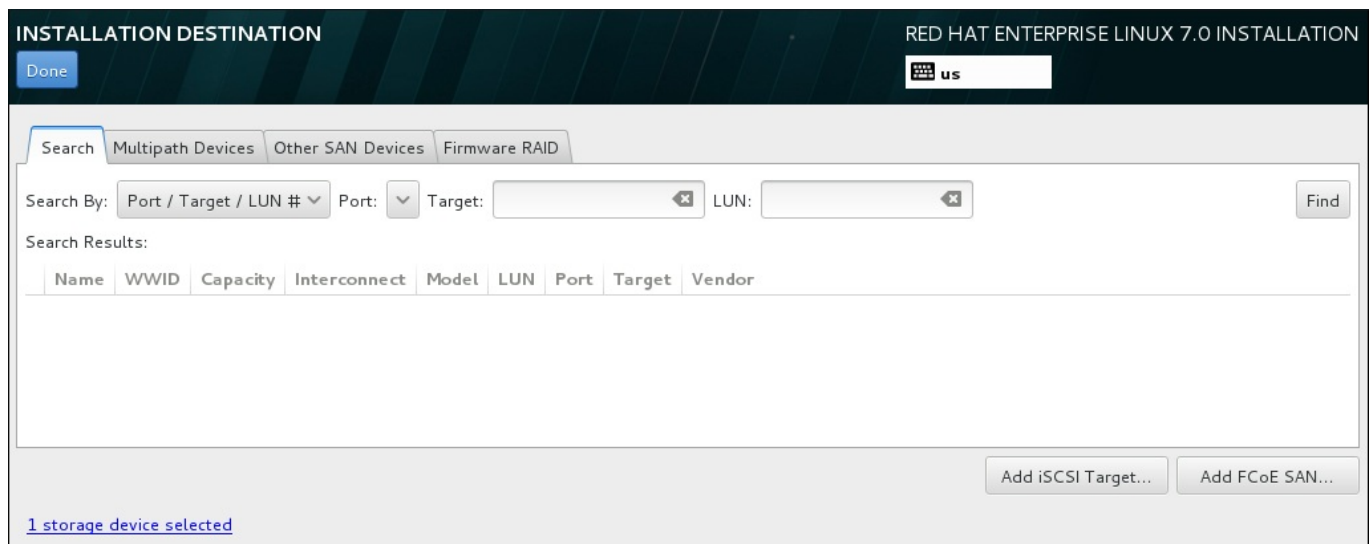 INSTALLATION DESTINATION RED HAT ENTERPRISE LINUX 7.0 INSTALLATION
Done us
Search Multipath Devices Other SAN Devices Firmware RAID
Search By: Port / Target / LUN # Port: Target: LUN: Find
Search Results:
Name WWID Capacity Interconnect Model LUN Port Target Vendor
Add iSCSI Target... Add FCoE SAN...
1 storage device selected